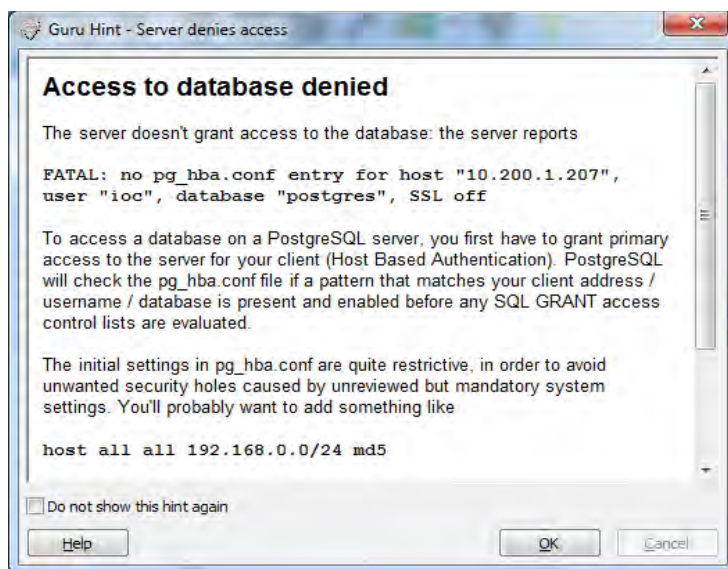 Guru Hint - Server denies access
Access to database denied
The server doesn't grant access to the database: the server reports
FATAL: no pg_hba.conf entry for host "10.200.1.207",
user "ioc", database "postgres", SSL off
To access a database on a PostgreSQL server, you first have to grant primary
access to the server for your client (Host Based Authentication). PostgreSQL
will check the pg_hba.conf file if a pattern that matches your client address /
username / database is present and enabled before any SQL GRANT access
control lists are evaluated.
The initial settings in pg_hba.conf are quite restrictive, in order to avoid
unwanted security holes caused by unreviewed but mandatory system
settings. You'll probably want to add something like
host all all 192.168.0.0/24 md5
Do not show this hint again
Help
OK
Cancel